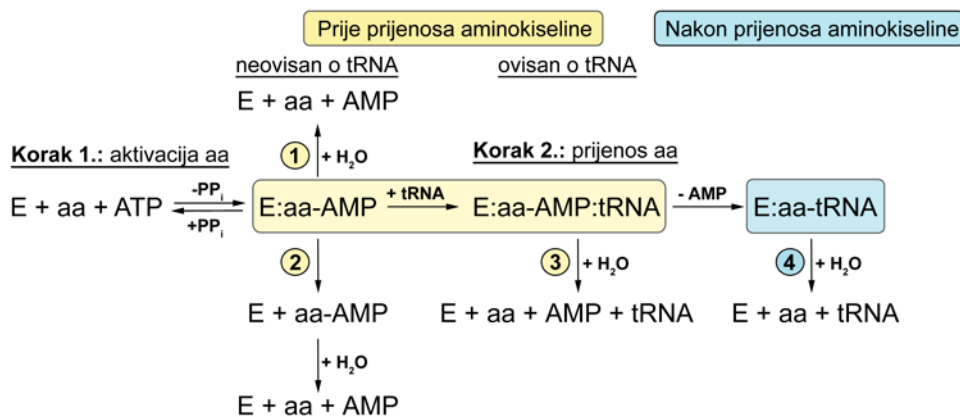 Prije prijenosa aminokiseline
Nakon prijenosa aminokiseline
neovisan o tRNA
ovisan o tRNA
E + aa + AMP
Korak 1.: aktivacija aa
1
+ H₂O
Korak 2.: prijenos aa
E + aa + ATP
-PPᵢ
+PPᵢ
E:aa-AMP
+ tRNA
E:aa-AMP:tRNA
- AMP
E:aa-tRNA
2
3
+ H₂O
4
+ H₂O
E + aa-AMP
E + aa + AMP + tRNA
E + aa + tRNA
+ H₂O
E + aa + AMP